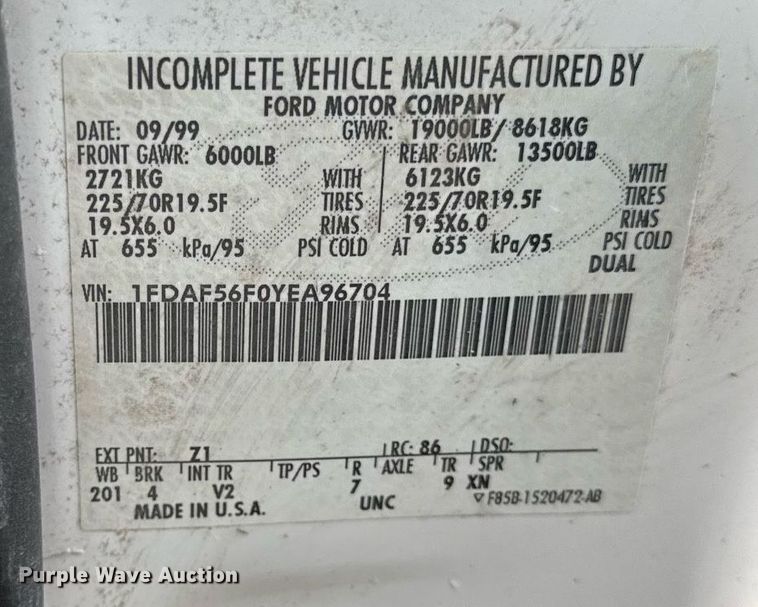 INCOMPLETE VEHICLE MANUFACTURED BY
FORD MOTOR COMPANY
DATE: 09/99 GVWR: 19000LB/ 8618KG
FRONT GAWR: 6000LB REAR GAWR: 13500LB
2721KG WITH 6123KG WITH
225/70R19.5F TIRES 225/70R19.5F TIRES
19.5X6.0 RIMS 19.5X6.0 RIMS
AT 655 kPa/95 PSI COLD AT 655 kPa/95 PSI COLD
DUAL
VIN: 1FDAF56F0YEA96704
EXT PNT: Z1 RC: 86 DSO:
WB BRK INT TR TP/PS R AXLE TR SPR
201 4 V2 7 UNC 9 XN
MADE IN U.S.A. F85B-1520472-AB
Purple Wave Auction